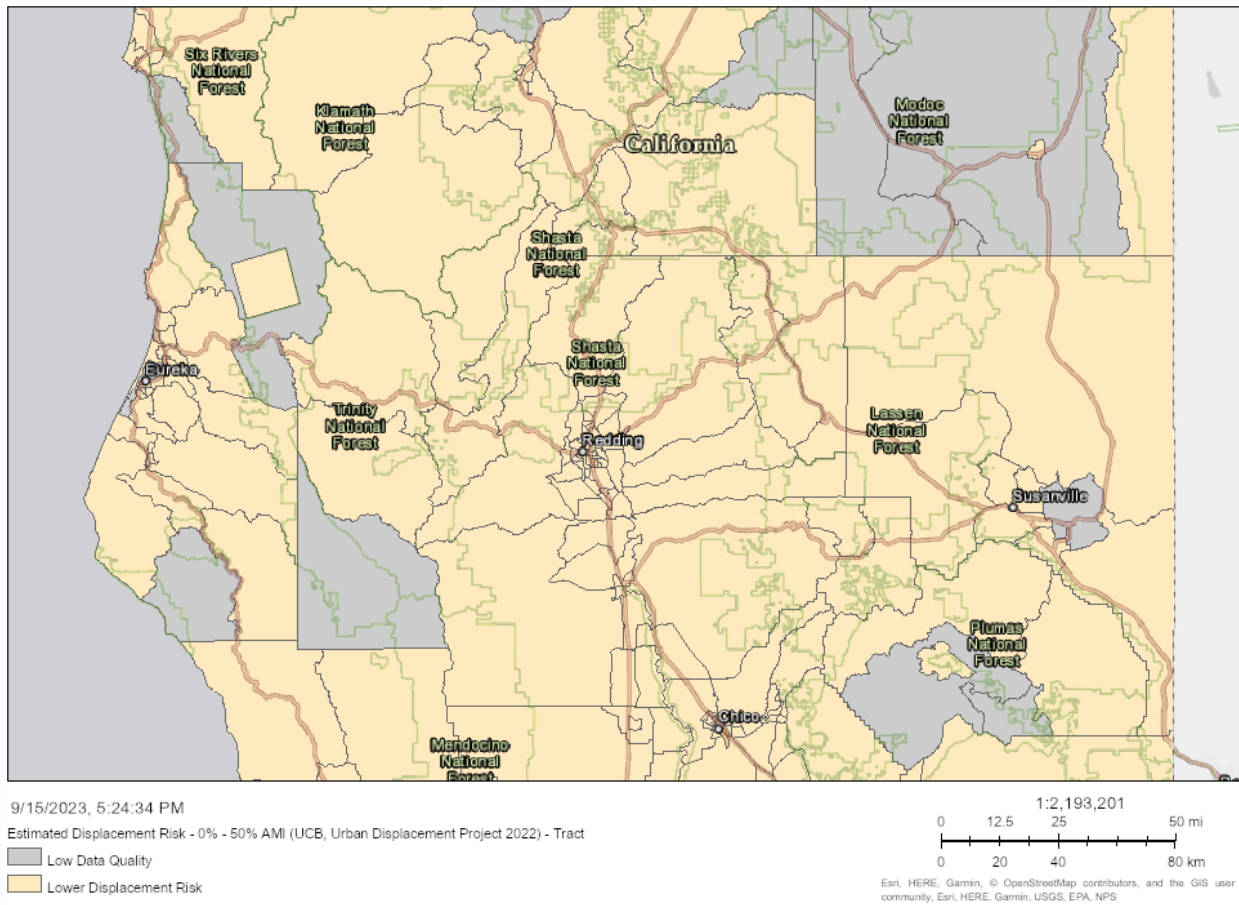 Six Rivers
National
Forest
Klamath
National
Forest
Modoc
National
Forest
California
Shasta
National
Forest
Shasta
National
Forest
Eureka
Trinity
National
Forest
Redding
Lassen
National
Forest
Susanville
Plumas
National
Forest
Chico
Mendocino
National
Forest
9/15/2023, 5:24:34 PM
Estimated Displacement Risk - 0% - 50% AMI (UCB, Urban Displacement Project 2022) - Tract
Low Data Quality
Lower Displacement Risk
1:2,193,201
0 12.5 25 50 mi
0 20 40 80 km
Esri, HERE, Garmin, © OpenStreetMap contributors, and the GIS user
community, Esri, HERE, Garmin, USGS, EPA, NPS